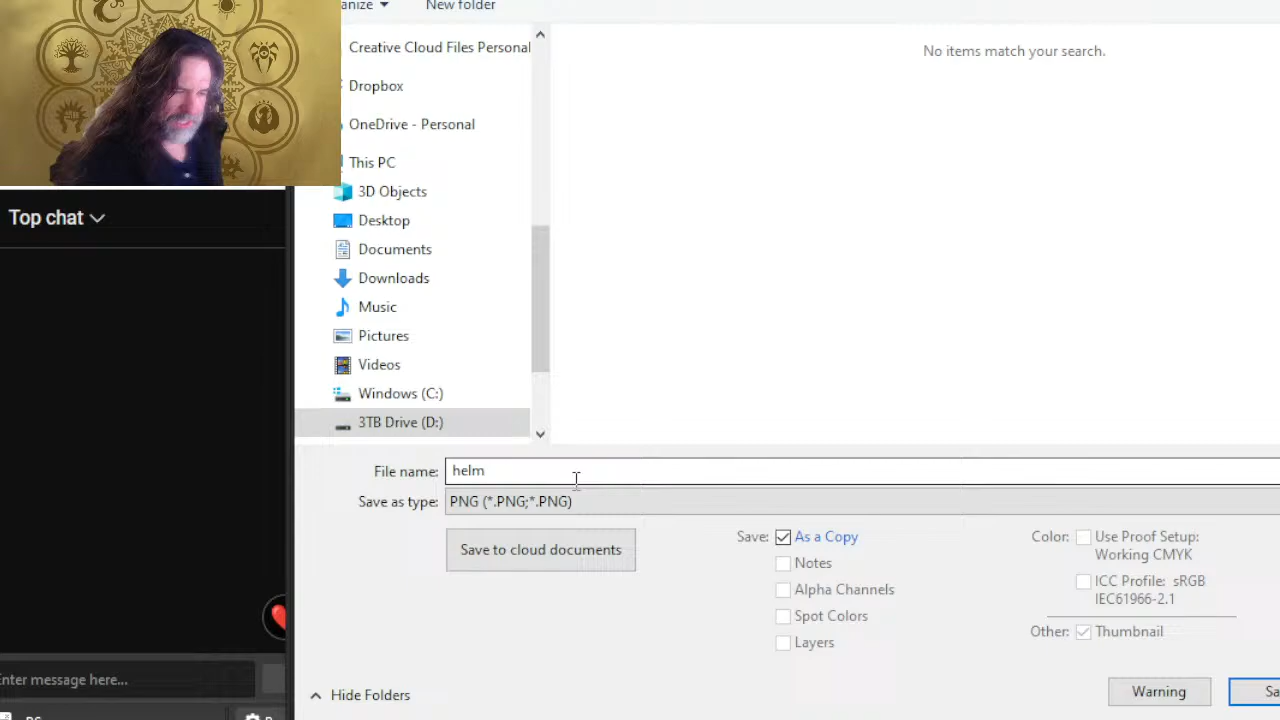 anize
New folder
Creative Cloud Files Personal
No items match your search.
Dropbox
OneDrive - Personal
This PC
3D Objects
Desktop
Documents
Downloads
Music
Pictures
Videos
Windows (C:)
3TB Drive (D:)
Top chat
File name: helm
Save as type: PNG (*.PNG;*.PNG)
Save to cloud documents
Save: As a Copy
Notes
Alpha Channels
Spot Colors
Layers
Color: Use Proof Setup:
Working CMYK
ICC Profile: sRGB
IEC61966-2.1
Other: Thumbnail
Enter message here...
Hide Folders
Warning
Sa